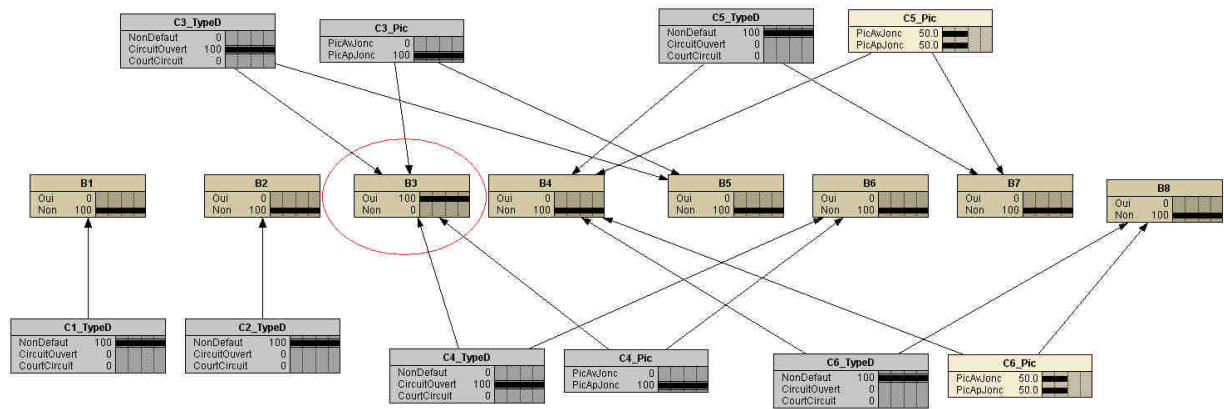 C3_TypeD
NonDefaut 0
CircuitOuvert 100
CourtCircuit 0
C3_Pic
PicAvJonc 0
PicApJonc 100
C5_TypeD
NonDefaut 100
CircuitOuvert 0
CourtCircuit 0
C5_Pic
PicAvJonc 50.0
PicApJonc 50.0
B1
Oui 0
Non 100
B2
Oui 0
Non 100
B3
Oui 100
Non 0
B4
Oui 0
Non 100
B5
Oui 0
Non 100
B6
Oui 0
Non 100
B7
Oui 0
Non 100
B8
Oui 0
Non 100
C1_TypeD
NonDefaut 100
CircuitOuvert 0
CourtCircuit 0
C2_TypeD
NonDefaut 100
CircuitOuvert 0
CourtCircuit 0
C4_TypeD
NonDefaut 0
CircuitOuvert 100
CourtCircuit 0
C4_Pic
PicAvJonc 0
PicApJonc 100
C6_TypeD
NonDefaut 100
CircuitOuvert 0
CourtCircuit 0
C6_Pic
PicAvJonc 50.0
PicApJonc 50.0